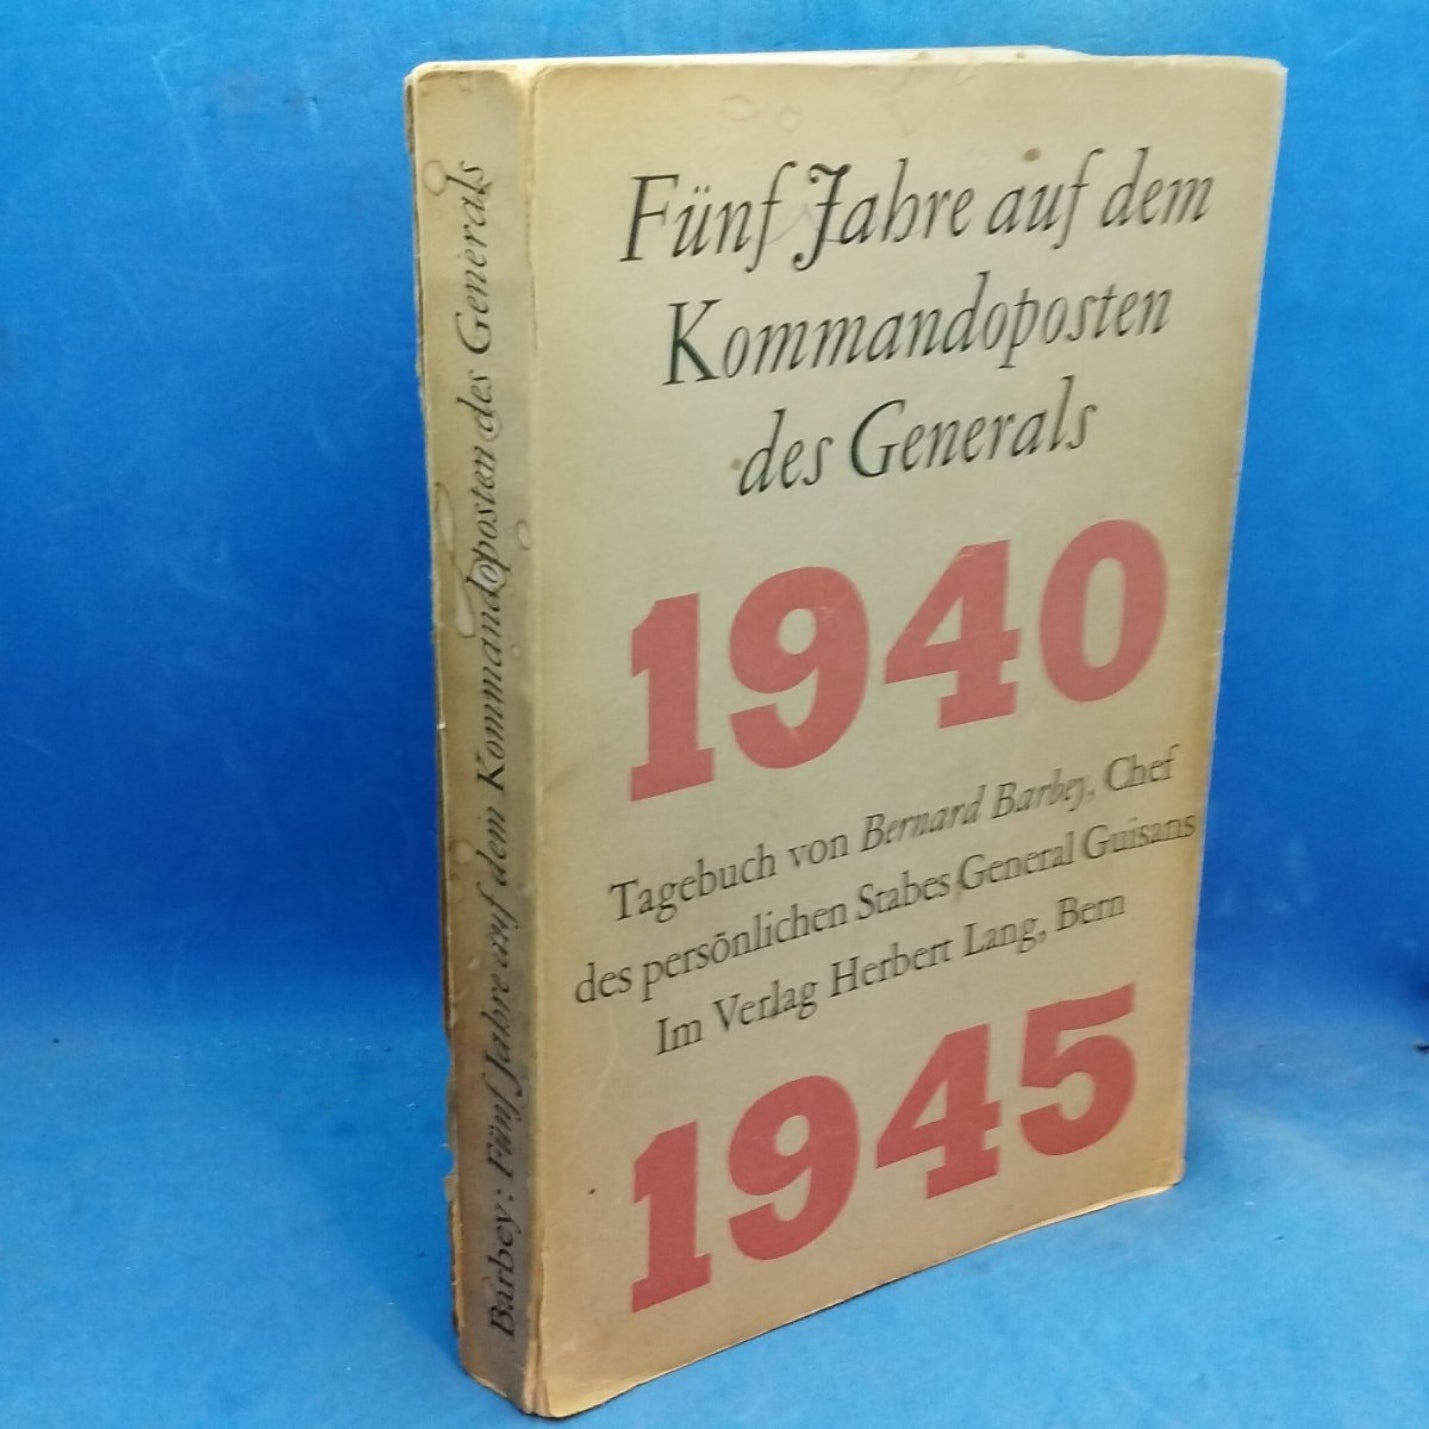 Barbey: Fünf Jahre auf dem Kommandoposten des Generals
Fünf Jahre auf dem
Kommandoposten
des Generals
1940
Tagebuch von Bernard Barbey, Chef
des persönlichen Stabes General Guisans
Im Verlag Herbert Lang, Bern
1945